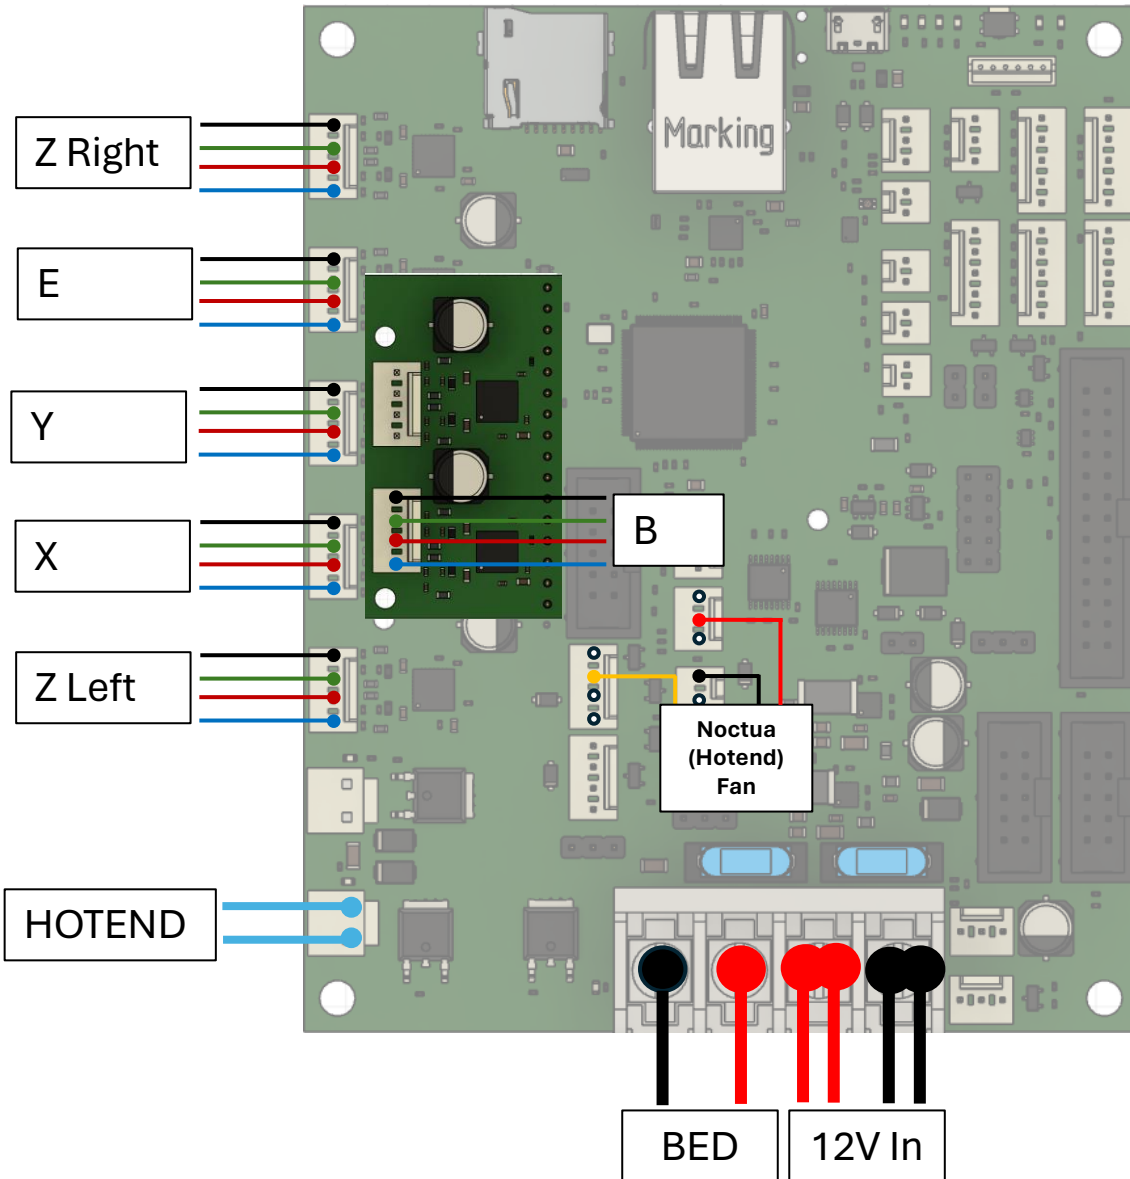 Marking
Z Right
E
Y
B
X
Z Left
Noctua
(Hotend)
Fan
HOTEND
BED
12V In